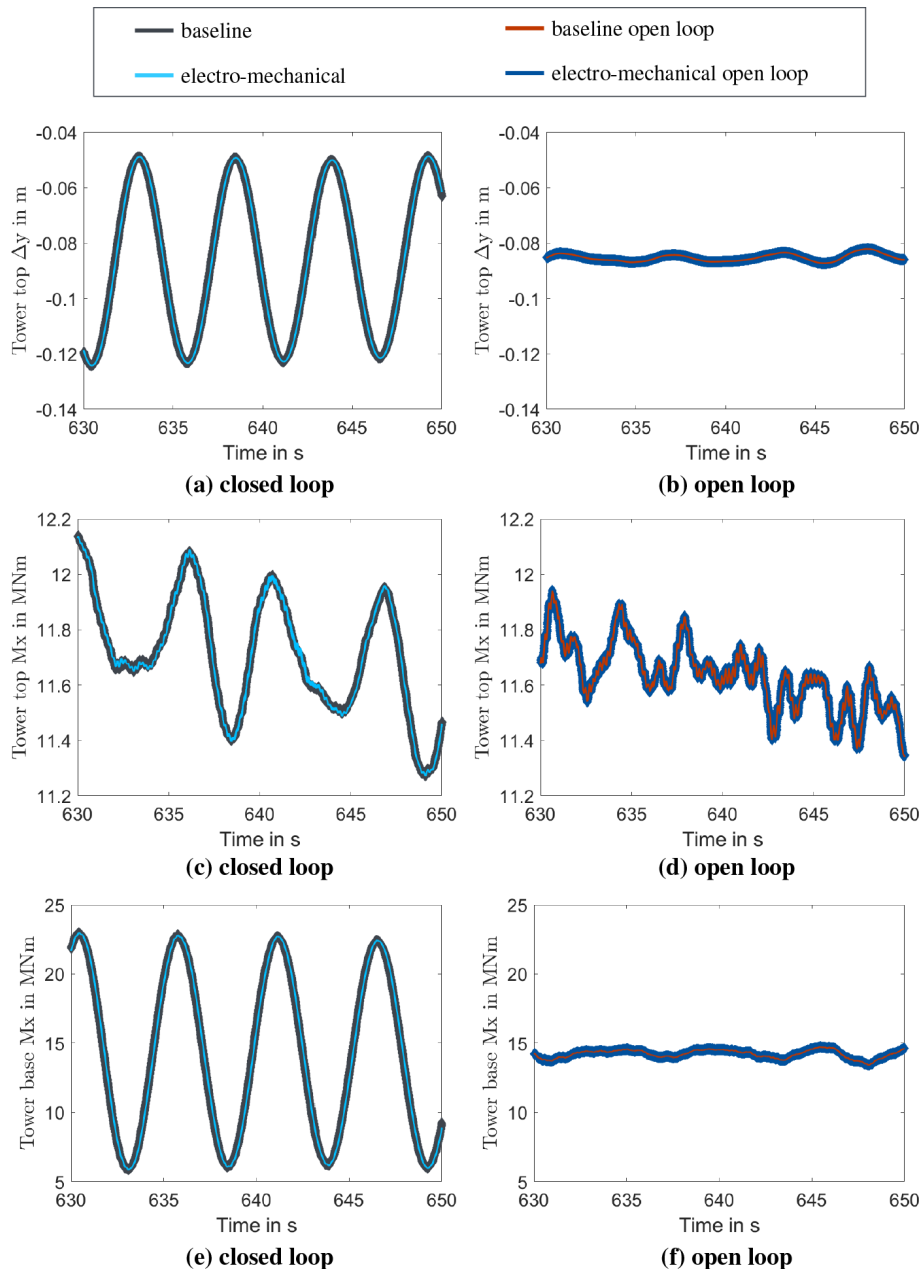 baseline
baseline open loop
electro-mechanical
electro-mechanical open loop
-0.04
-0.06
-0.08
-0.1
-0.12
-0.14
630
635
640
645
650
Tower top Δy in m
Time in s
(a) closed loop
-0.04
-0.06
-0.08
-0.1
-0.12
-0.14
630
635
640
645
650
Tower top Δy in m
Time in s
(b) open loop
12.2
12
11.8
11.6
11.4
11.2
630
635
640
645
650
Tower top Mx in MNm
Time in s
(c) closed loop
12.2
12
11.8
11.6
11.4
11.2
630
635
640
645
650
Tower top Mx in MNm
Time in s
(d) open loop
25
20
15
10
5
630
635
640
645
650
Tower base Mx in MNm
Time in s
(e) closed loop
25
20
15
10
5
630
635
640
645
650
Tower base Mx in MNm
Time in s
(f) open loop